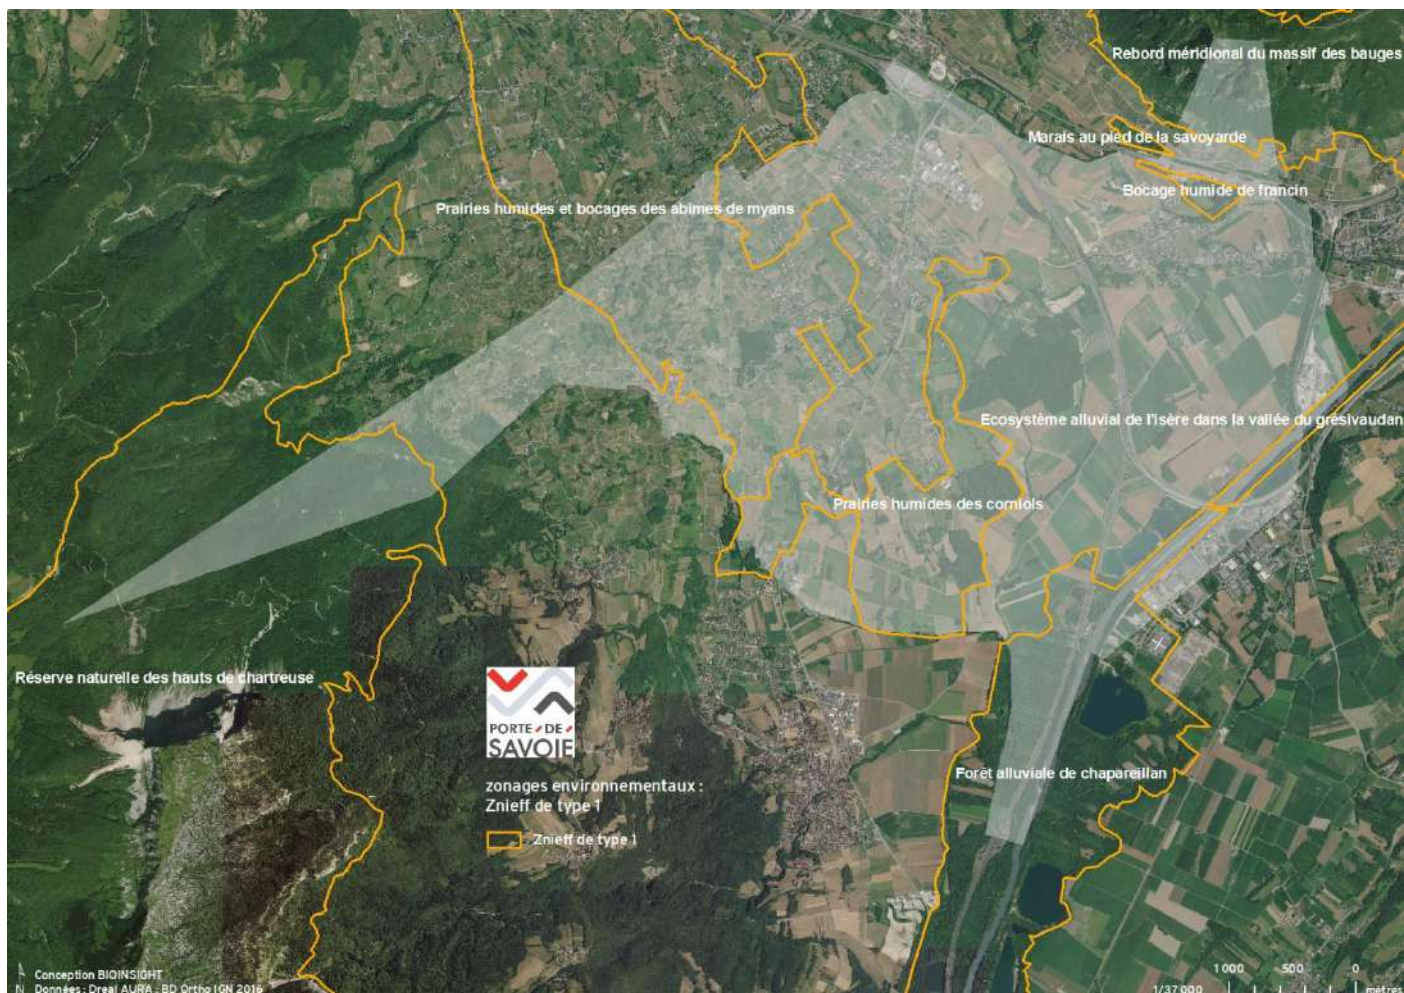 Rebord méridional du massif des bauges
Marais au pied de la savoyarde
Bocage humide de francin
Prairies humides et bocages des abimes de myans
Ecosystème alluvial de l'isère dans la vallée du grésivaudan
Prairies humides des corniols
Réserve naturelle des hauts de chartreuse
PORTE DE
SAVOIE
zonages environnementaux :
Znieff de type 1
Znieff de type 1
Forêt alluviale de chapareillan
Conception BIOINSIGHT
N Données : Dreal AURA ; BD Ortho IGN 2016
1 000 500 0
1/37 000 mètres